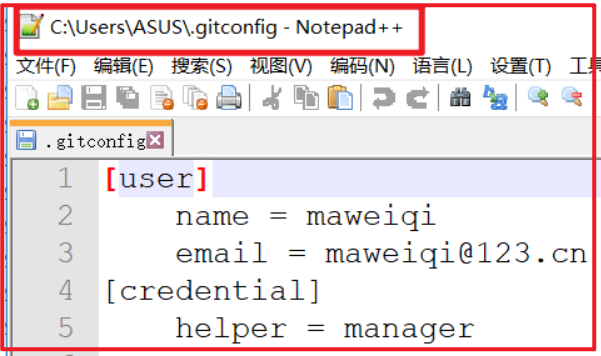 C:\Users\ASUS\.gitconfig - Notepad++
文件(F) 编辑(E) 搜索(S) 视图(V) 编码(N) 语言(L) 设置(T) 工具
.gitconfig
1 [user]
2 name = maweiqi
3 email = maweiqi@123.cn
4 [credential]
5 helper = manager